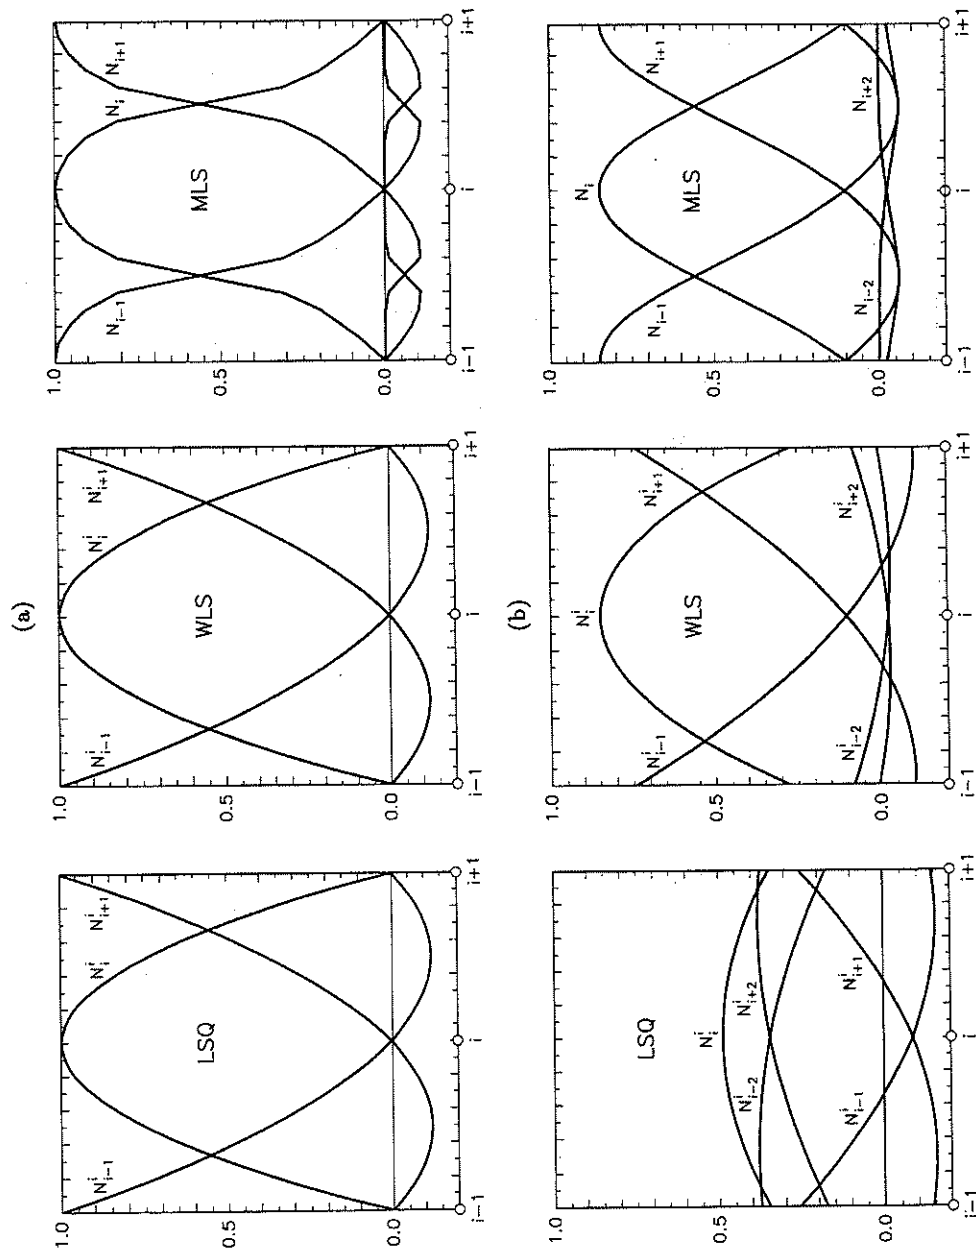 (a)
1.0
0.5
0.0
N^i_{i-1}
N^i_i
N^i_{i+1}
LSQ
i-1 i i+1
1.0
0.5
0.0
N^i_{i-1}
N^i_i
N^i_{i+1}
WLS
i-1 i i+1
1.0
0.5
0.0
N_{i-1}
N_i
N_{i+1}
MLS
i-1 i i+1
(b)
1.0
0.5
0.0
LSQ
N^i_i
N^i_{i-2}
N^i_{i+2}
N^i_{i-1}
N^i_{i+1}
i-1 i i+1
1.0
0.5
0.0
N^i_i
N^i_{i-1}
N^i_{i+1}
WLS
N^i_{i-2}
N^i_{i+2}
i-1 i i+1
1.0
0.5
0.0
N_i
N_{i-1}
N_{i+1}
MLS
N_{i-2}
N_{i+2}
i-1 i i+1